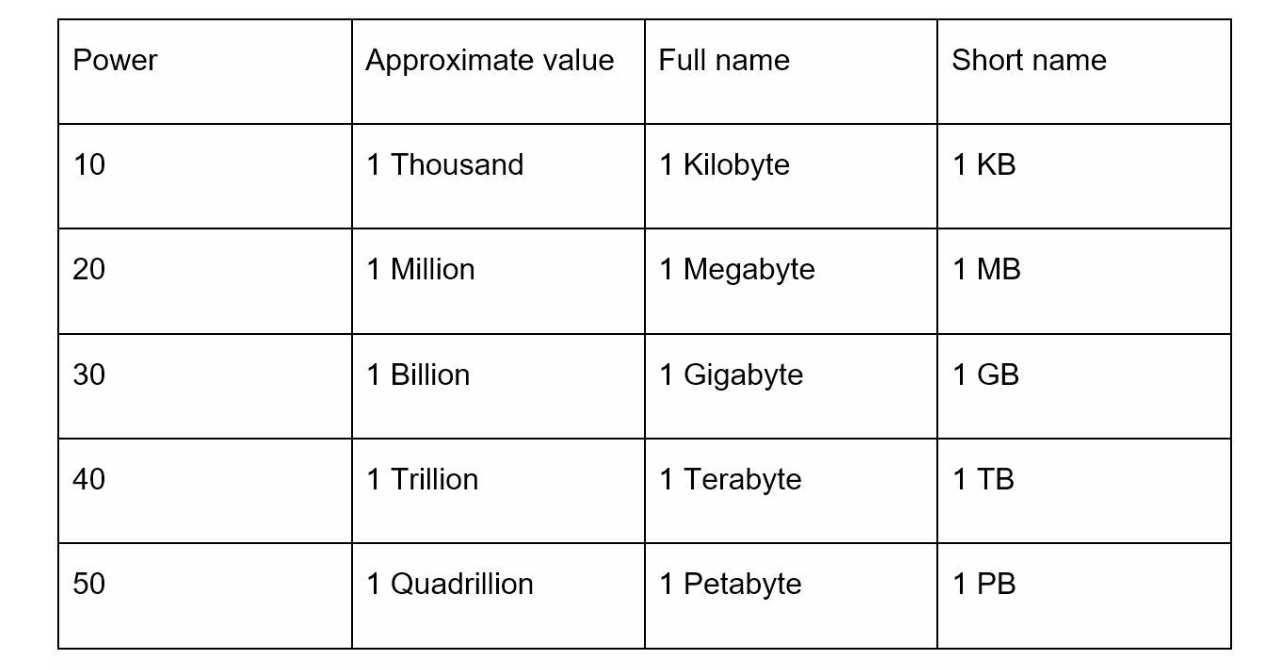 Power Approximate value Full name Short name
10 1 Thousand 1 Kilobyte 1 KB
20 1 Million 1 Megabyte 1 MB
30 1 Billion 1 Gigabyte 1 GB
40 1 Trillion 1 Terabyte 1 TB
50 1 Quadrillion 1 Petabyte 1 PB